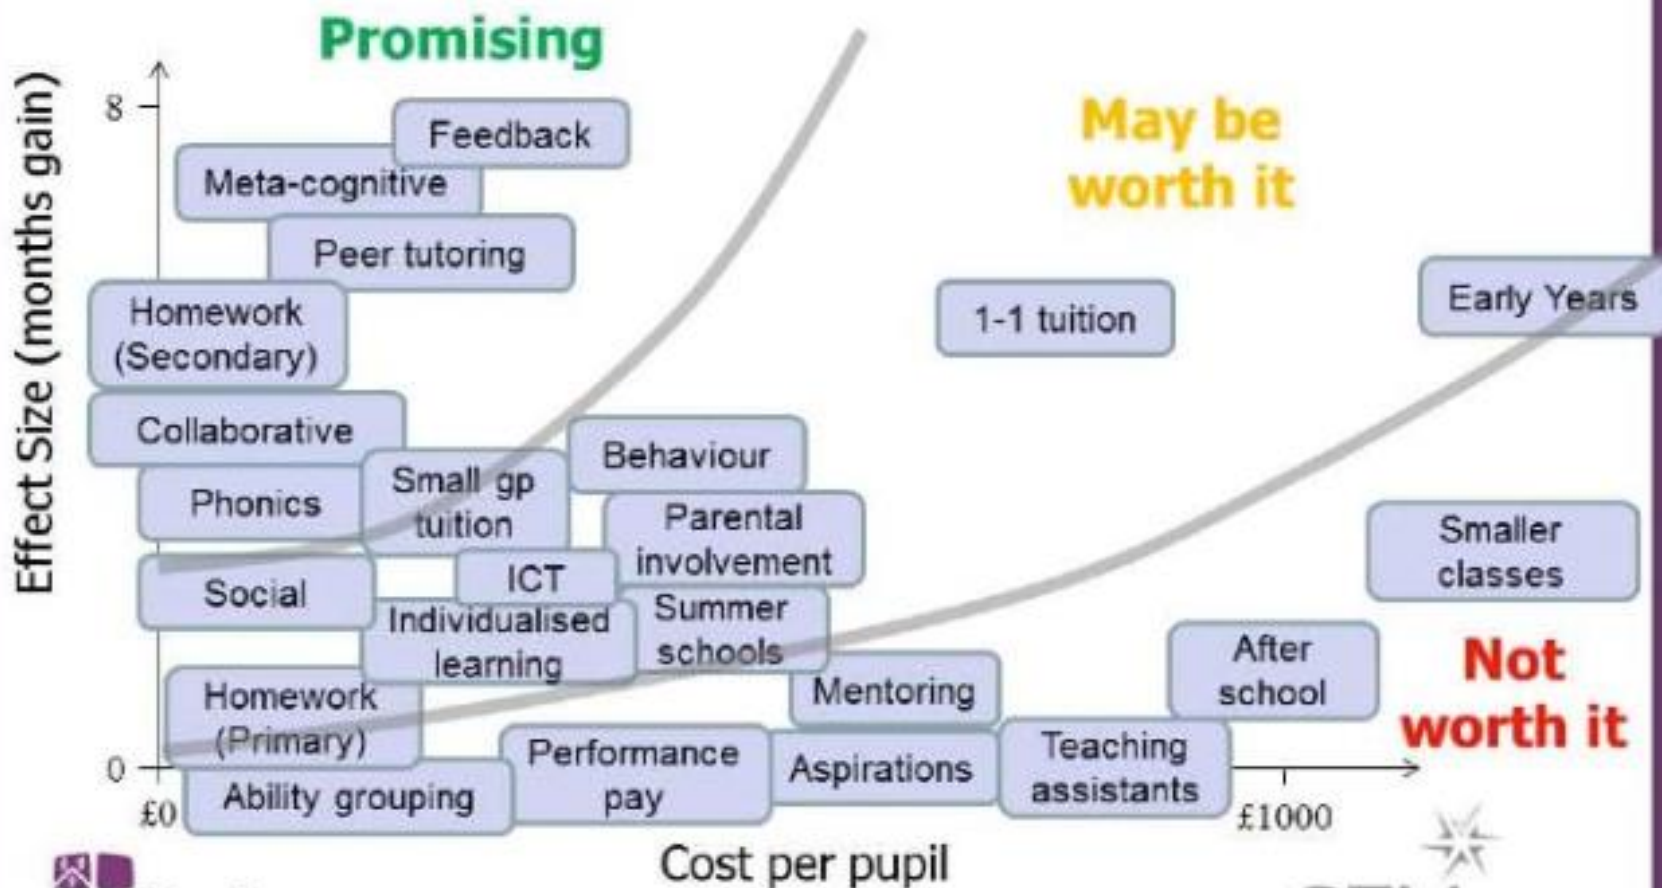 Promising
May be
worth it
Effect Size (months gain)
8
Feedback
Meta-cognitive
Peer tutoring
Homework
(Secondary)
1-1 tuition
Early Years
Collaborative
Behaviour
Small gp
tuition
Phonics
Parental
involvement
Smaller
classes
ICT
Social
Individualised
learning
Summer
schools
After
school
Not
worth it
Mentoring
Homework
(Primary)
Performance
pay
Aspirations
Teaching
assistants
0
Ability grouping
£0
£1000
Cost per pupil